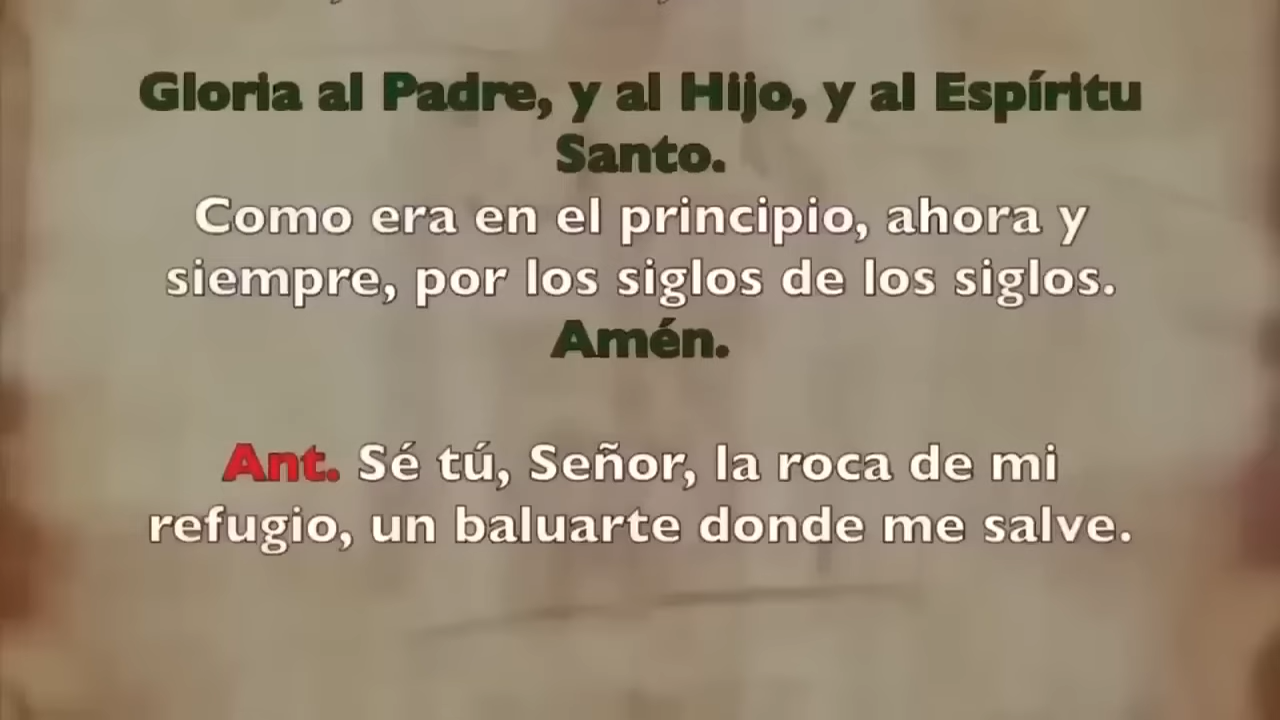 Gloria al Padre, y al Hijo, y al Espíritu
Santo.
Como era en el principio, ahora y
siempre, por los siglos de los siglos.
Amén.
Ant. Sé tú, Señor, la roca de mi
refugio, un baluarte donde me salve.